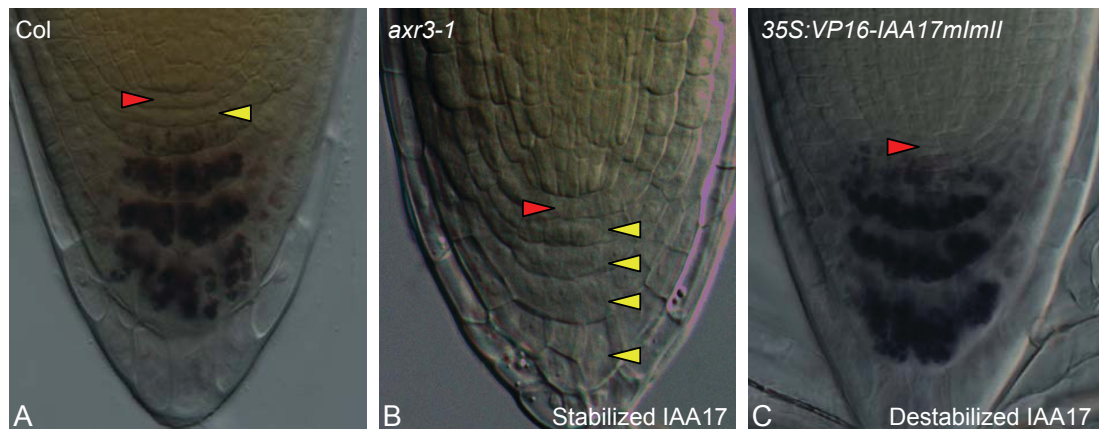 Col
axr3-1
35S:VP16-IAA17mImII
A
B
Stabilized IAA17
C
Destabilized IAA17